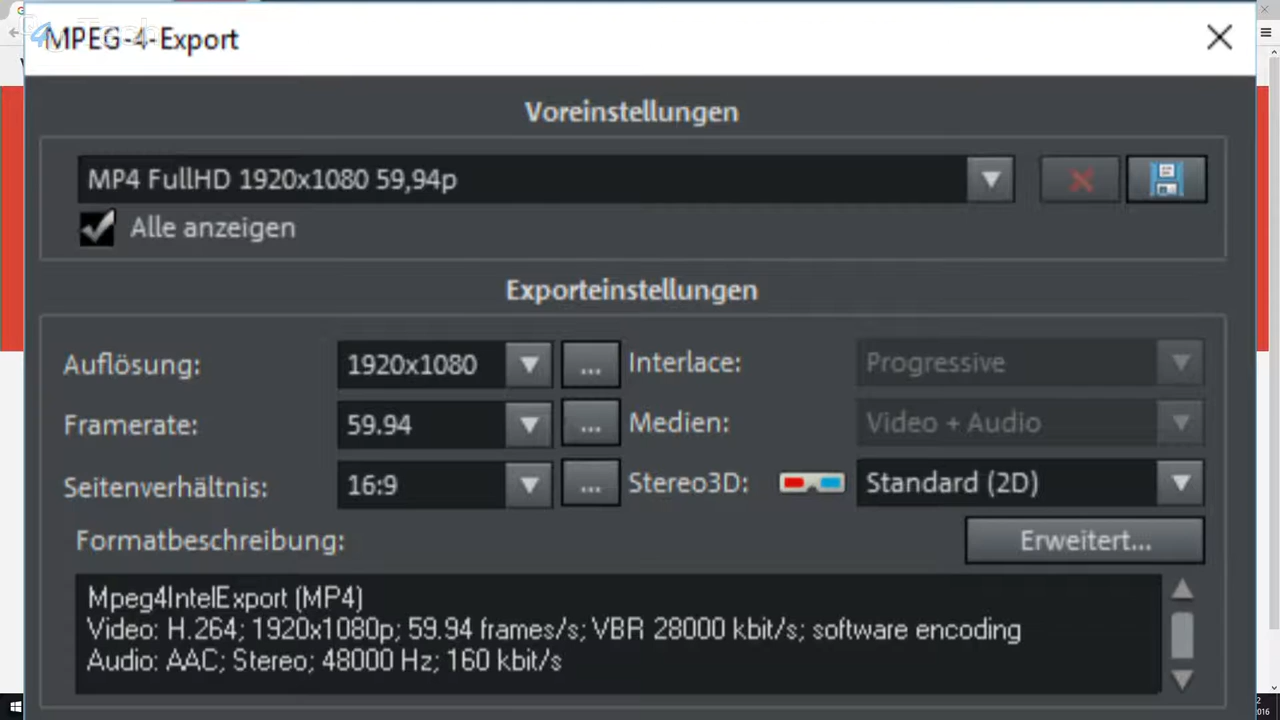 MPEG-4-Export
Voreinstellungen
MP4 FullHD 1920x1080 59,94p
Alle anzeigen
Exporteinstellungen
Auflösung: 1920x1080 ... Interlace: Progressive
Framerate: 59.94 ... Medien: Video + Audio
Seitenverhältnis: 16:9 ... Stereo3D: Standard (2D)
Formatbeschreibung: Erweitert...
Mpeg4IntelExport (MP4)
Video: H.264; 1920x1080p; 59.94 frames/s; VBR 28000 kbit/s; software encoding
Audio: AAC; Stereo; 48000 Hz; 160 kbit/s